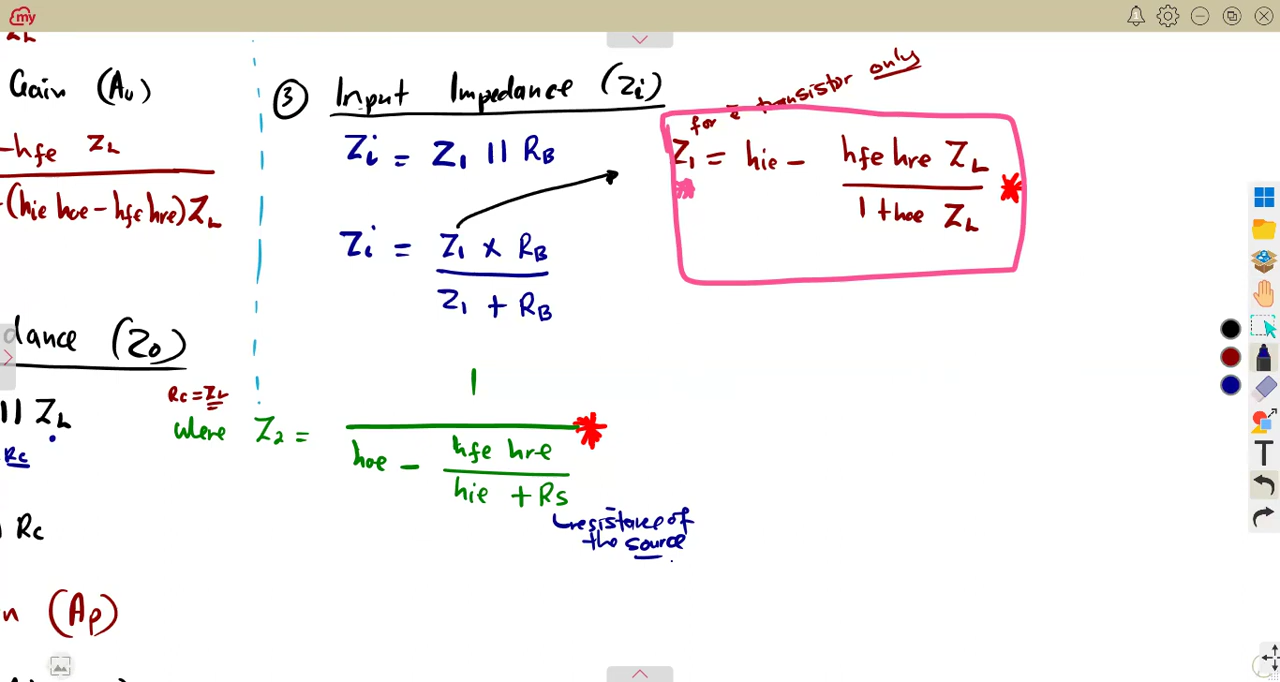 my
ZL
Gain (Av)
-hfe ZL
-(hie hoe - hfe hre) ZL
③ Input Impedance (Zi)
Zi = Z1 || RB
Zi = Z1 × RB
Z1 + RB
for e transistor only
Z1 = hie - hfe hre ZL
1 + hoe ZL
dance (Zo)
|| ZL
Rc
Rc = ZL
where Z2 = 1
hoe - hfe hre
hie + Rs
resistance of
the source
Rc
n (Ap)
T